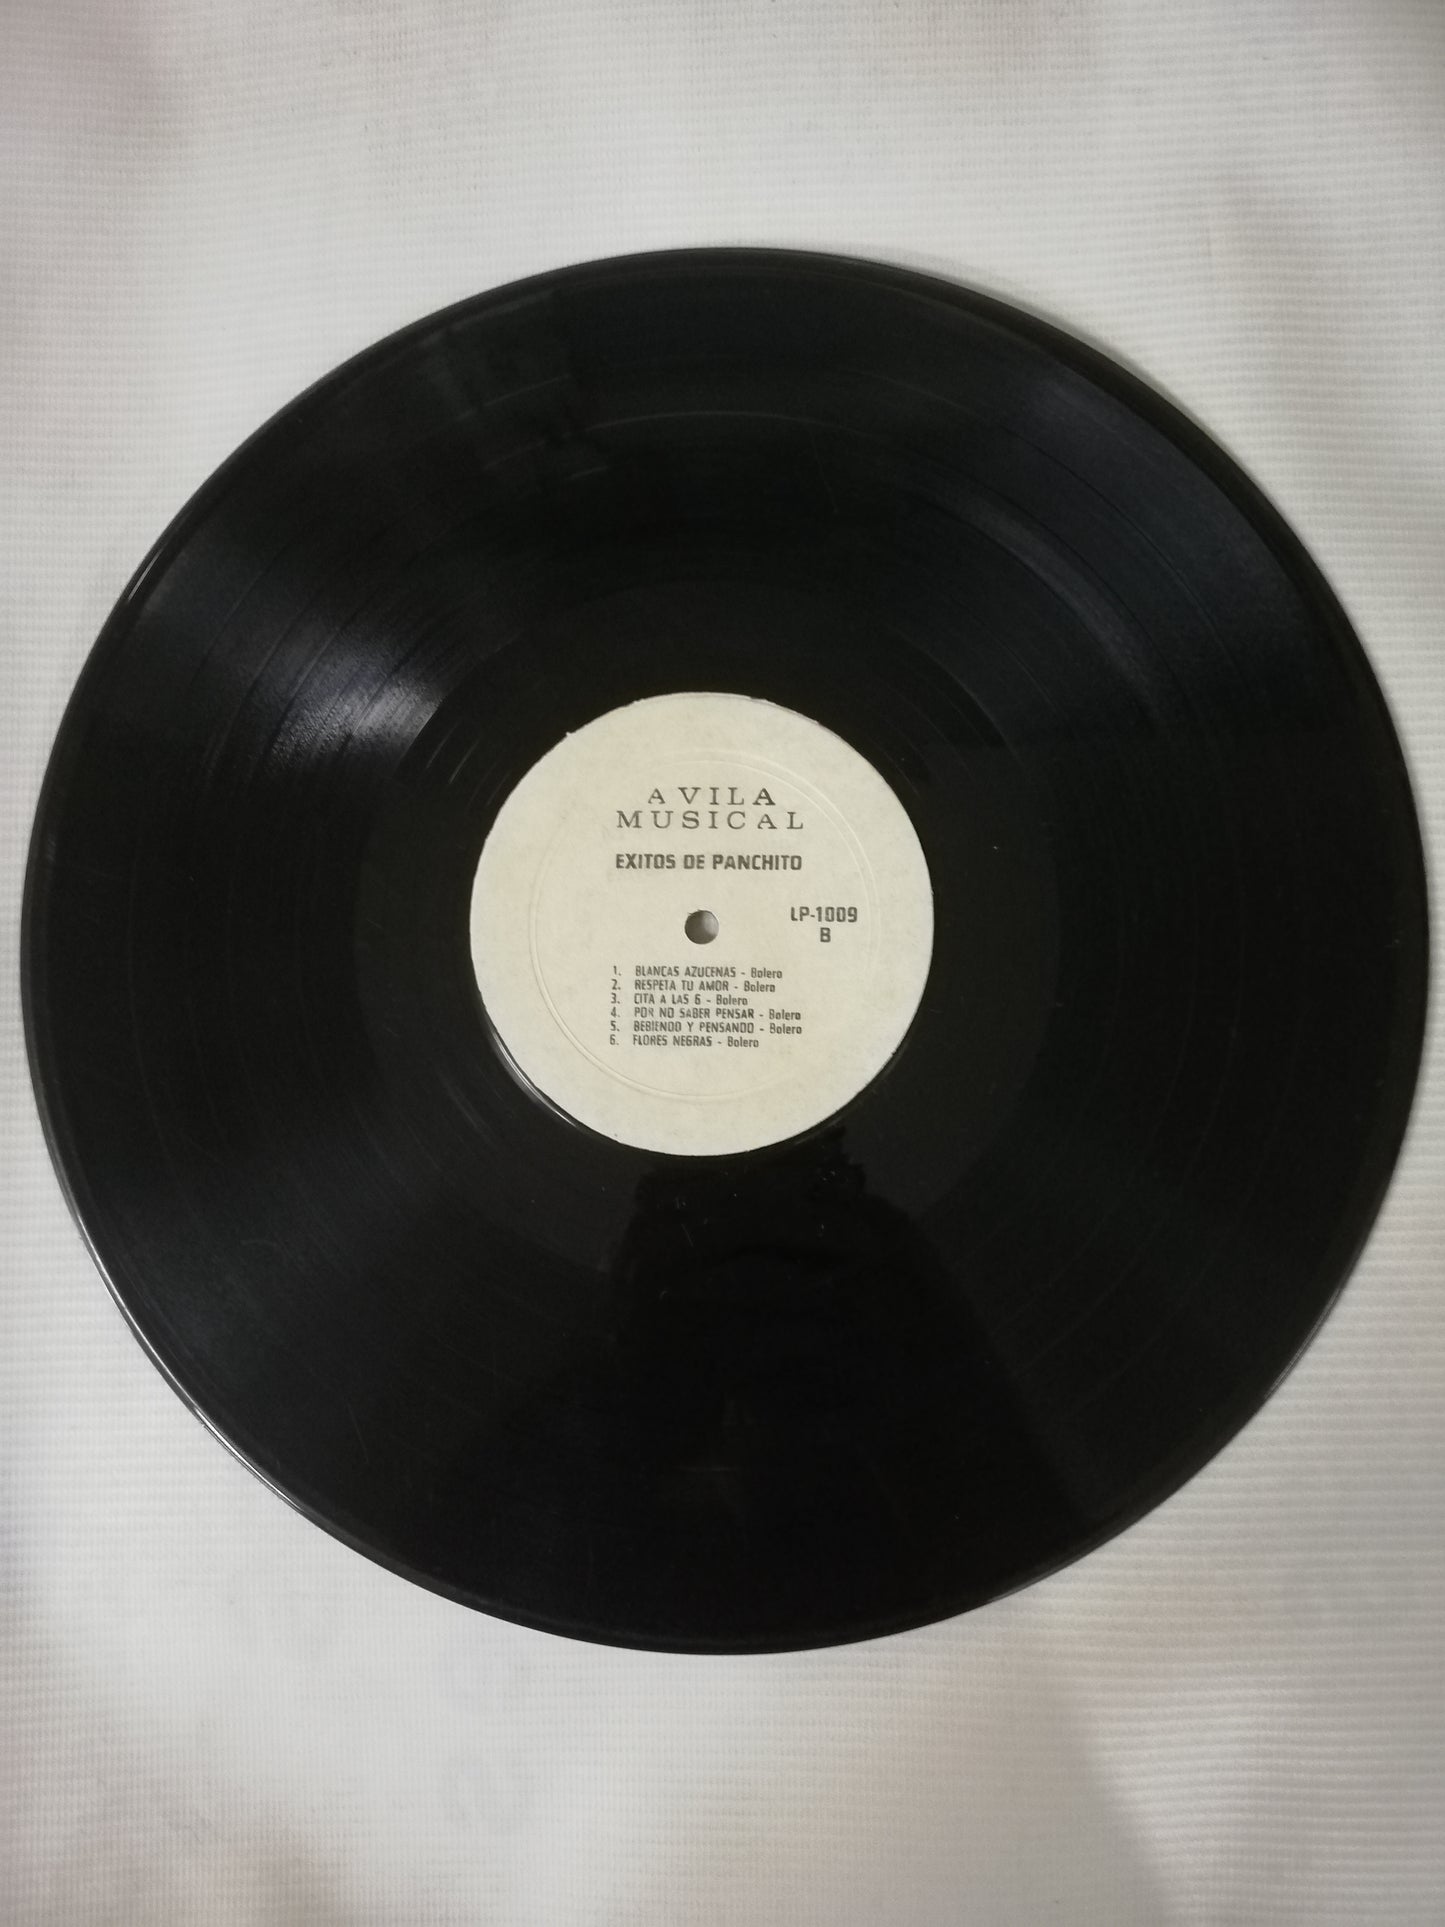 AVILA
MUSICAL
EXITOS DE PANCHITO
LP-1009
B
1. BLANCAS AZUCENAS - Bolero
2. RESPETA TU AMOR - Bolero
3. CITA A LAS 6 - Bolero
4. POR NO SABER PENSAR - Bolero
5. BEBIENDO Y PENSANDO - Bolero
6. FLORES NEGRAS - Bolero